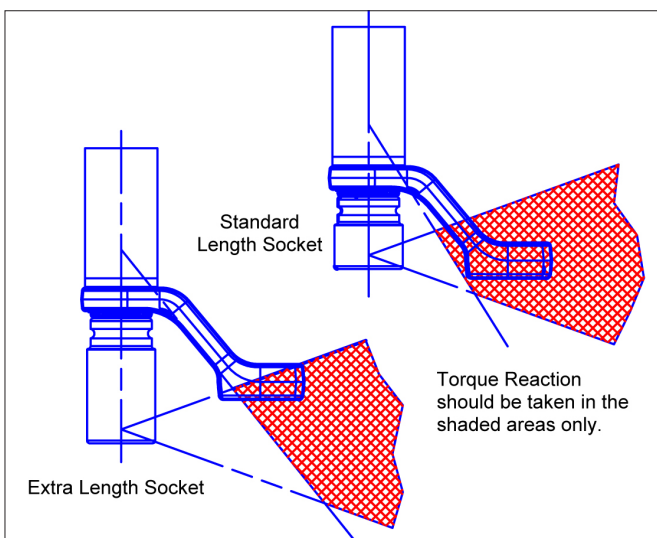 Standard
Length Socket
Torque Reaction
should be taken in the
shaded areas only.
Extra Length Socket